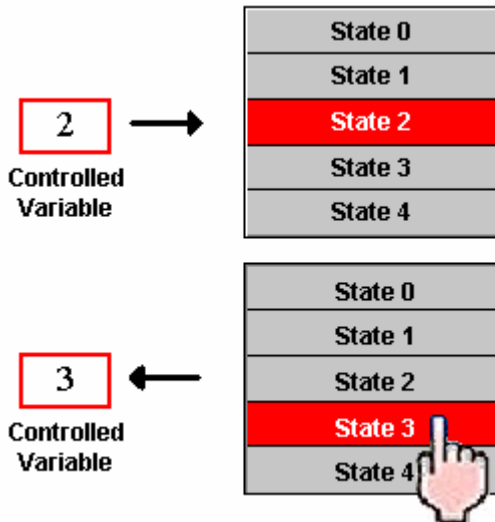 State 0
State 1
2
State 2
State 3
Controlled
Variable
State 4
State 0
State 1
3
State 2
State 3
Controlled
Variable
State 4